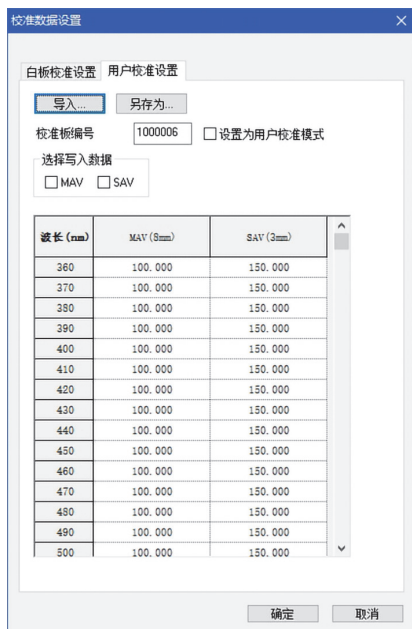 校准数据设置
白板校准设置 用户校准设置
导入... 另存为...
校准板编号 1000006 设置为用户校准模式
选择写入数据
MAV SAV
波长(nm) MAV(8mm) SAV(3mm)
360 100.000 150.000
370 100.000 150.000
380 100.000 150.000
390 100.000 150.000
400 100.000 150.000
410 100.000 150.000
420 100.000 150.000
430 100.000 150.000
440 100.000 150.000
450 100.000 150.000
460 100.000 150.000
470 100.000 150.000
480 100.000 150.000
490 100.000 150.000
500 100.000 150.000
确定 取消